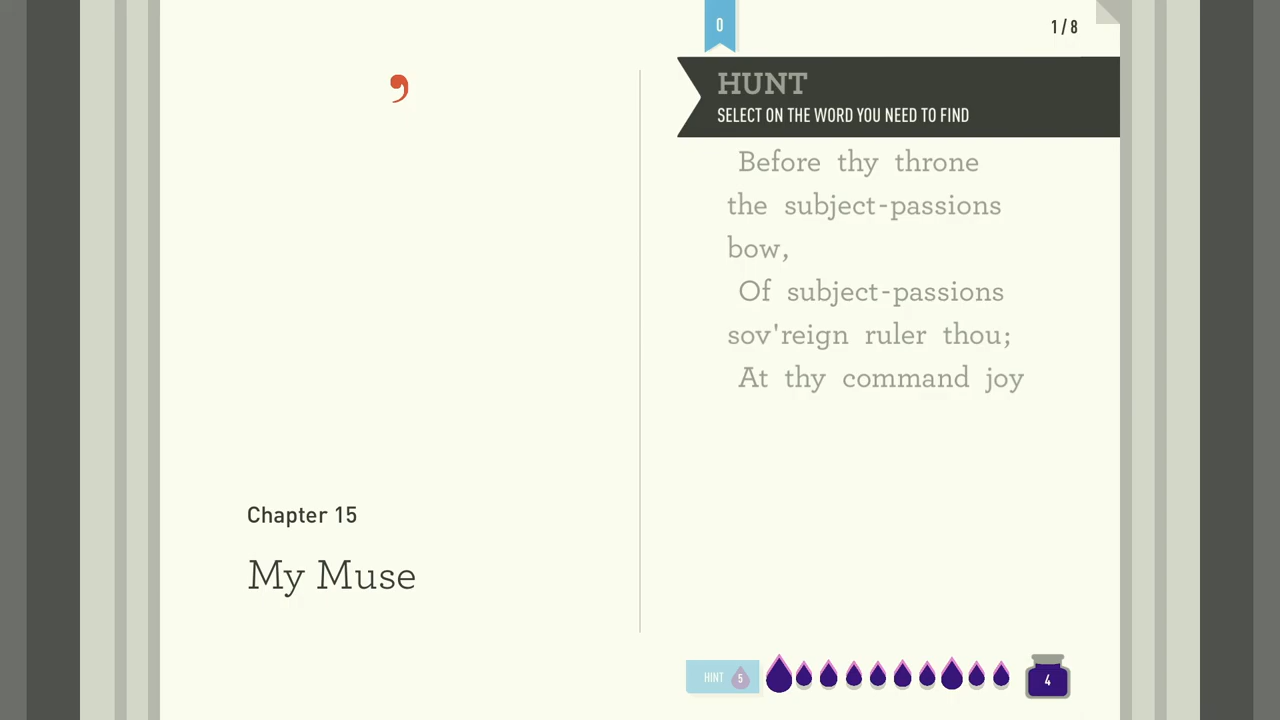 ,
Chapter 15
My Muse
0
1 / 8
HUNT
SELECT ON THE WORD YOU NEED TO FIND
Before thy throne
the subject-passions
bow,
Of subject-passions
sov'reign ruler thou;
At thy command joy
HINT 5
4